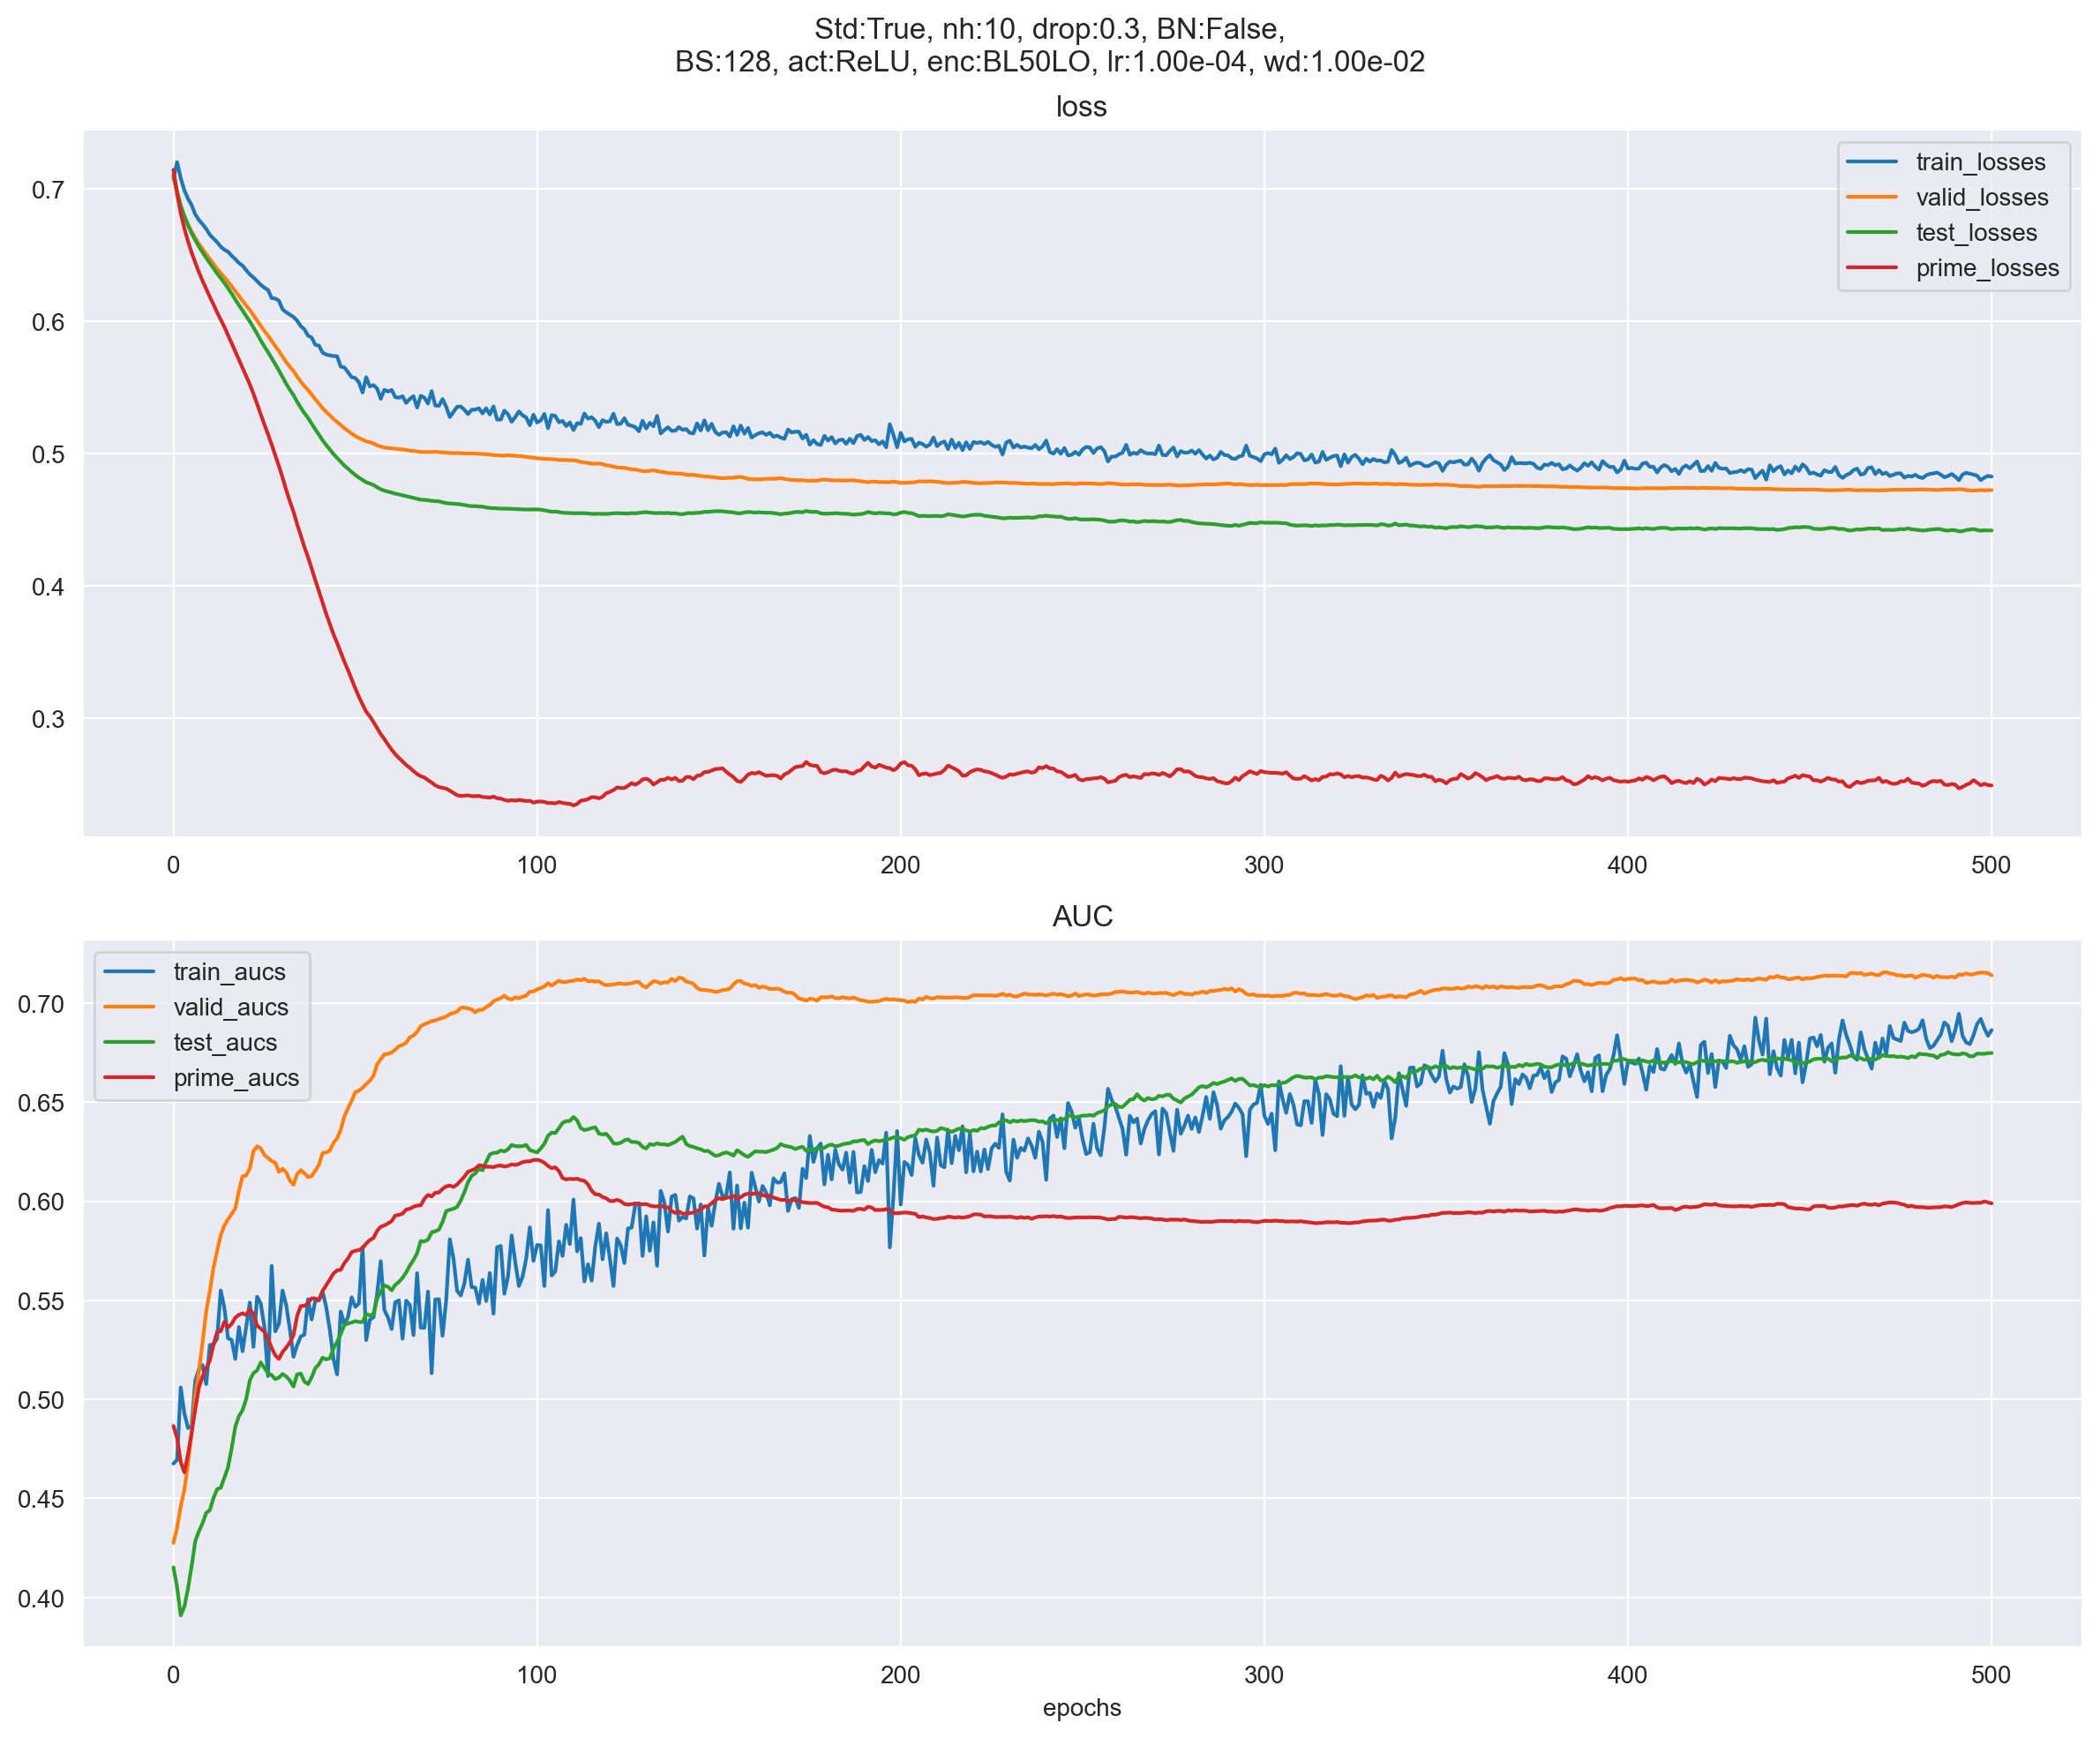 Std:True, nh:10, drop:0.3, BN:False,
BS:128, act:ReLU, enc:BL50LO, lr:1.00e-04, wd:1.00e-02
loss
train_losses
valid_losses
test_losses
prime_losses
0.7
0.6
0.5
0.4
0.3
0 100 200 300 400 500
AUC
train_aucs
valid_aucs
test_aucs
prime_aucs
0.70
0.65
0.60
0.55
0.50
0.45
0.40
0 100 200 300 400 500
epochs